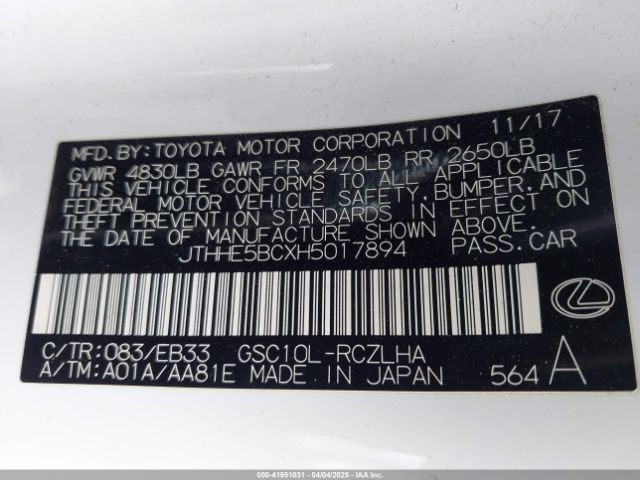 11/17
MFD.BY:TOYOTA MOTOR CORPORATION
GVWR 4830LB GAWR FR 2470LB RR 2650LB
THIS VEHICLE CONFORMS TO ALL APPLICABLE
FEDERAL MOTOR VEHICLE SAFETY,BUMPER,AND
THEFT PREVENTION STANDARDS IN EFFECT ON
THE DATE OF MANUFACTURE SHOWN ABOVE.
JTHHE5BCXH5017894 PASS.CAR
C/TR:083/EB33 GSC10L-RCZLHA
A/TM:A01A/AA81E MADE IN JAPAN 564 A
000-41951031 - 04/04/2025 - IAAI.CA